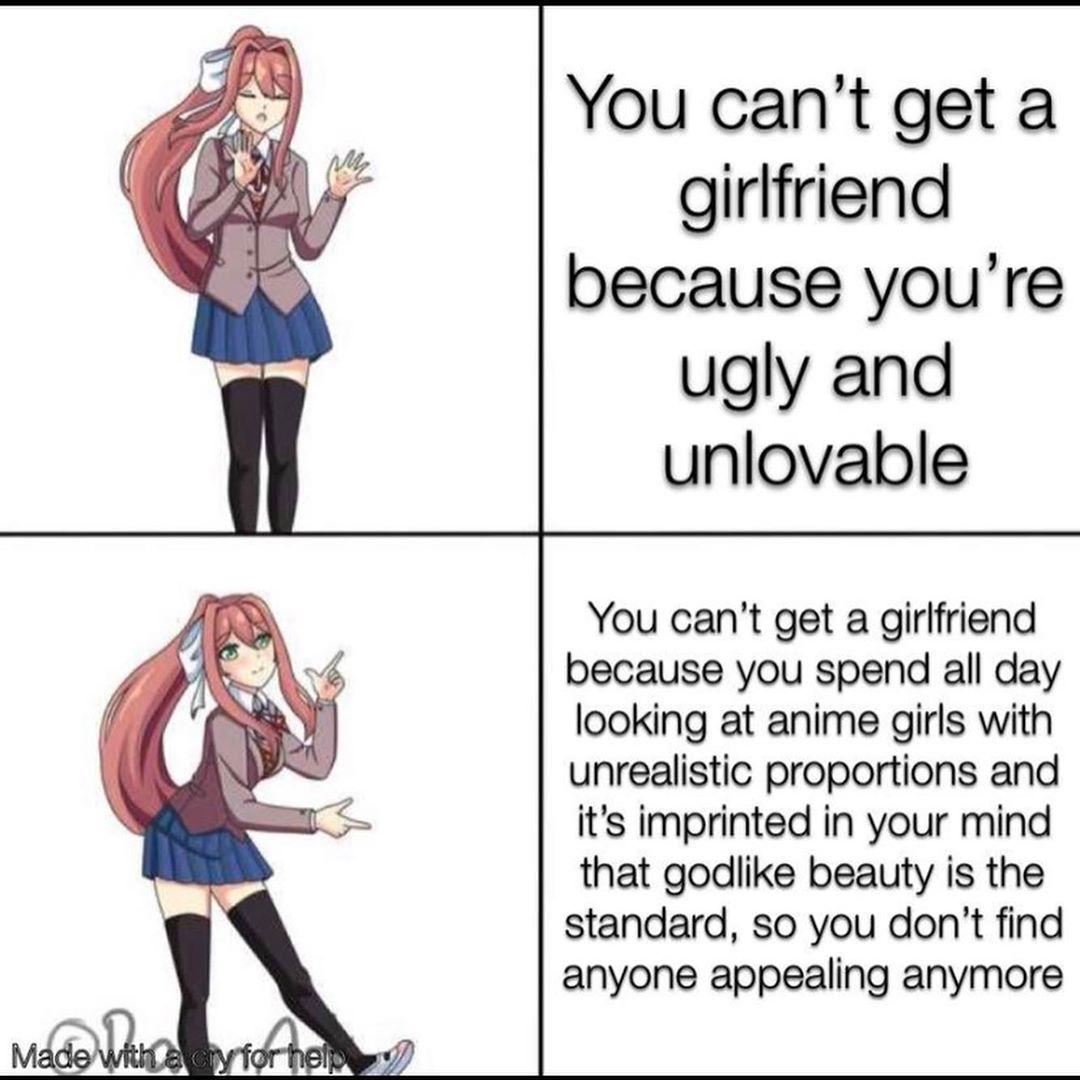 You can’t get a
girlfriend
because you’re
ugly and
unlovable
You can’t get a girlfriend
because you spend all day
looking at anime girls with
unrealistic proportions and
it’s imprinted in your mind
that godlike beauty is the
standard, so you don’t find
anyone appealing anymore
Made with a cry for help